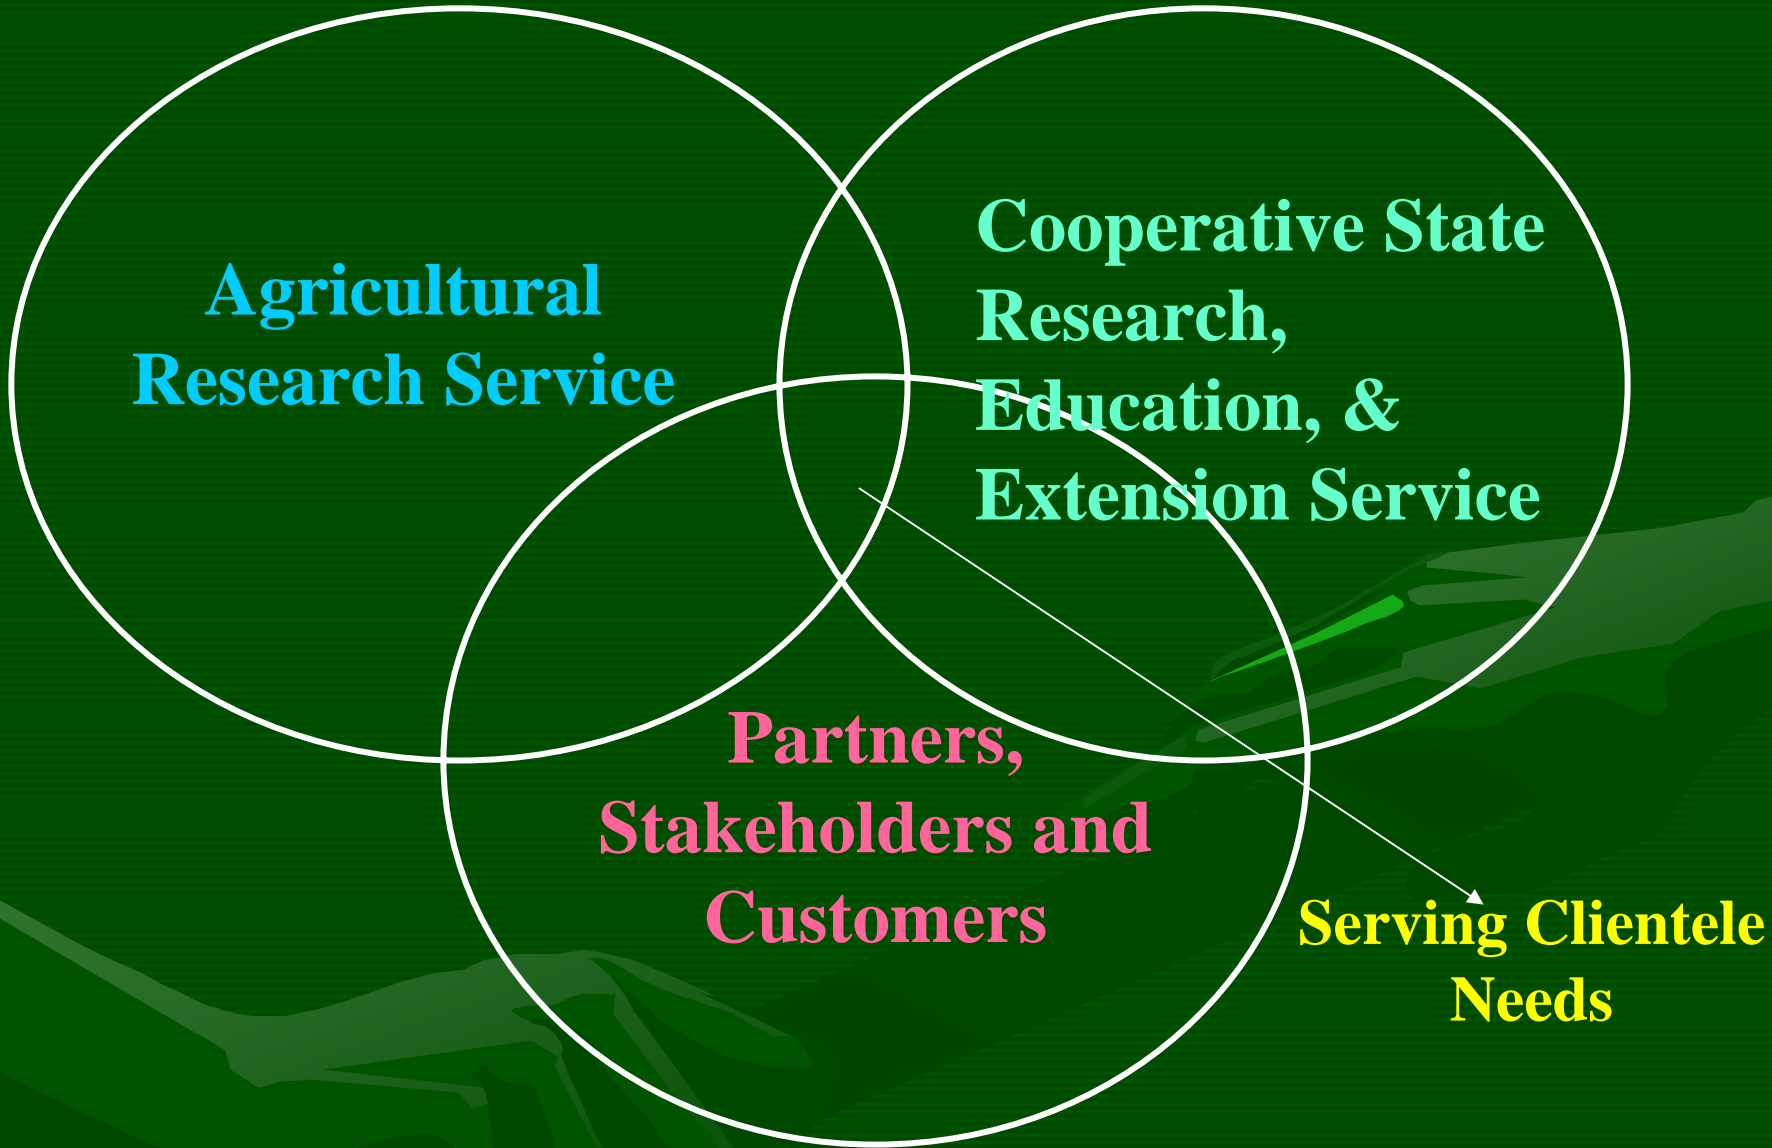 Agricultural
Research Service
Cooperative State
Research,
Education, &
Extension Service
Partners,
Stakeholders and
Customers
Serving Clientele
Needs